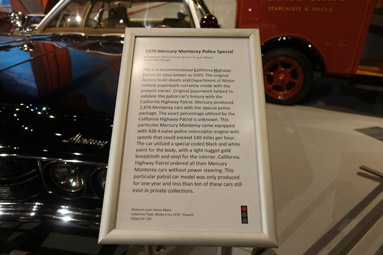 STAKELESS & SPEED
1970 Mercury Monterey Police Special
This is a decommissioned California Highway
Patrol car (also known as CHP). The original
factory build sheets and Department of Motor
Vehicle paperwork currently reside with the
present owner. Original paperwork helped to
validate the patrol car's history with the
California Highway Patrol. Mercury produced
Monterey cars with the special police
package. The exact percentage utilized by the
California Highway Patrol is unknown. This
particular Mercury Monterey came equipped
with 428 4-valve police interceptor engine with
speeds that could exceed 140 miles per hour.
The car utilized a special coded black and white
paint for the body, with a light nugget gold
broadcloth and vinyl for the interior. California
Highway Patrol ordered all their Mercury
Monterey cars without power steering. This
particular patrol car model was only produced
for one year and less than ten of these cars still
exist in private collections.
Mercury